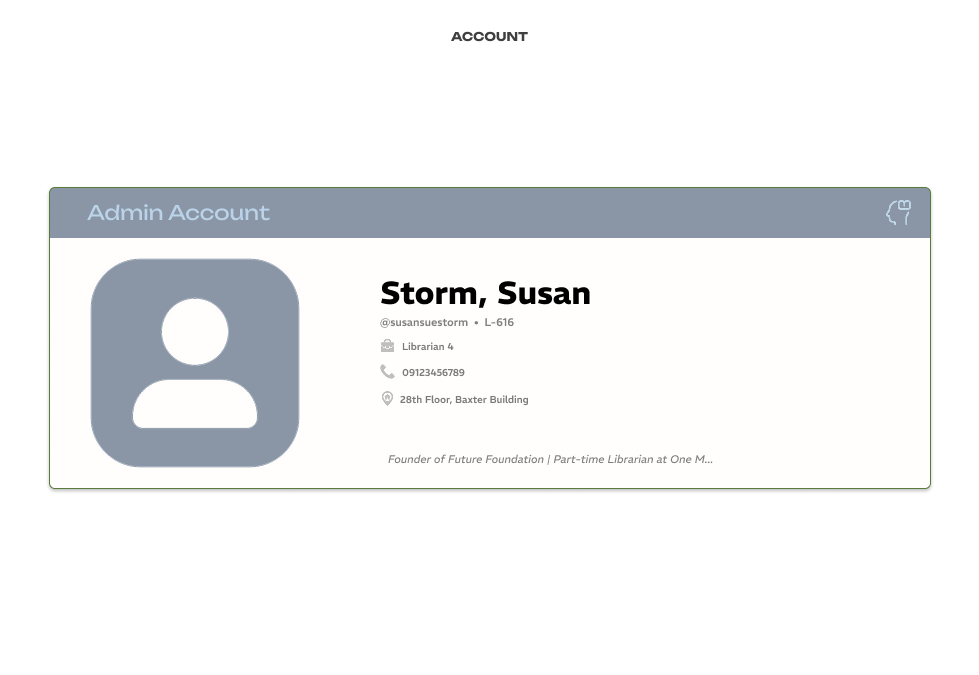 ACCOUNT
Admin Account
Storm, Susan
@susansuestorm • L-616
Librarian 4
09123456789
28th Floor, Baxter Building
Founder of Future Foundation | Part-time Librarian at One M...